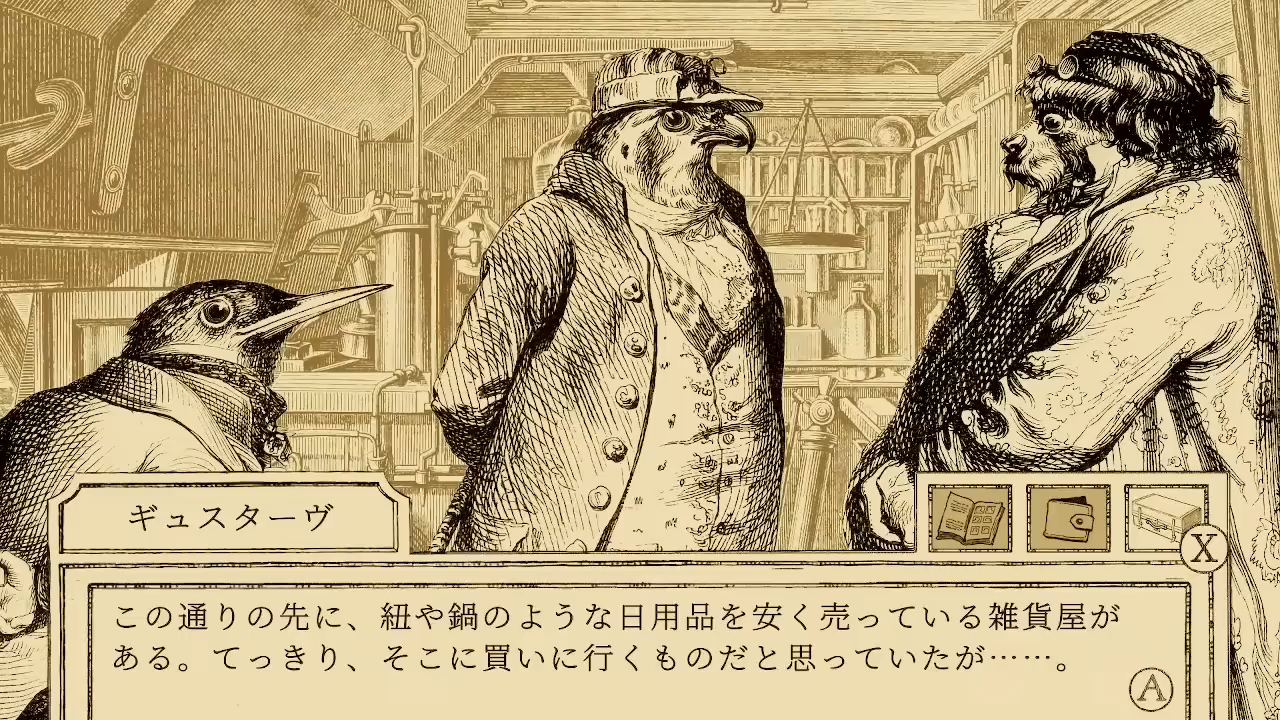 ギュスターヴ
X
この通りの先に、紐や鍋のような日用品を安く売っている雑貨屋が
ある。てっきり、そこに買いに行くものだと思っていたが……。
A